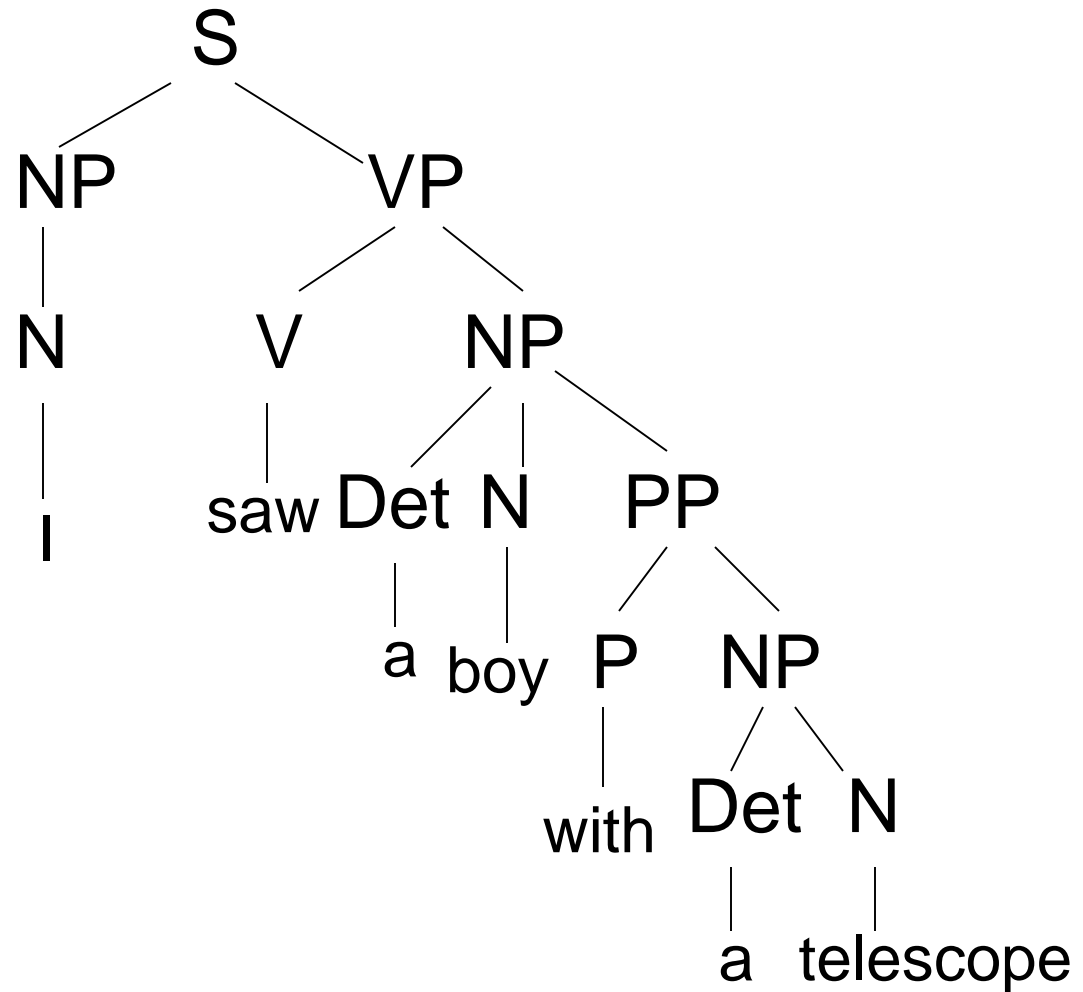 S
NP VP
N V NP
I saw Det N PP
a boy P NP
with Det N
a telescope